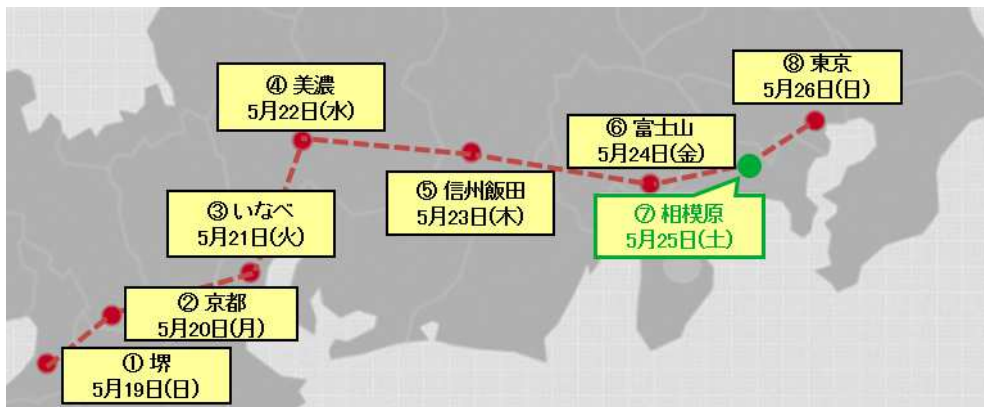 ① 堺
5月19日(日)
② 京都
5月20日(月)
③ いなべ
5月21日(火)
④ 美濃
5月22日(水)
⑤ 信州飯田
5月23日(木)
⑥ 富士山
5月24日(金)
⑦ 相模原
5月25日(土)
⑧ 東京
5月26日(日)